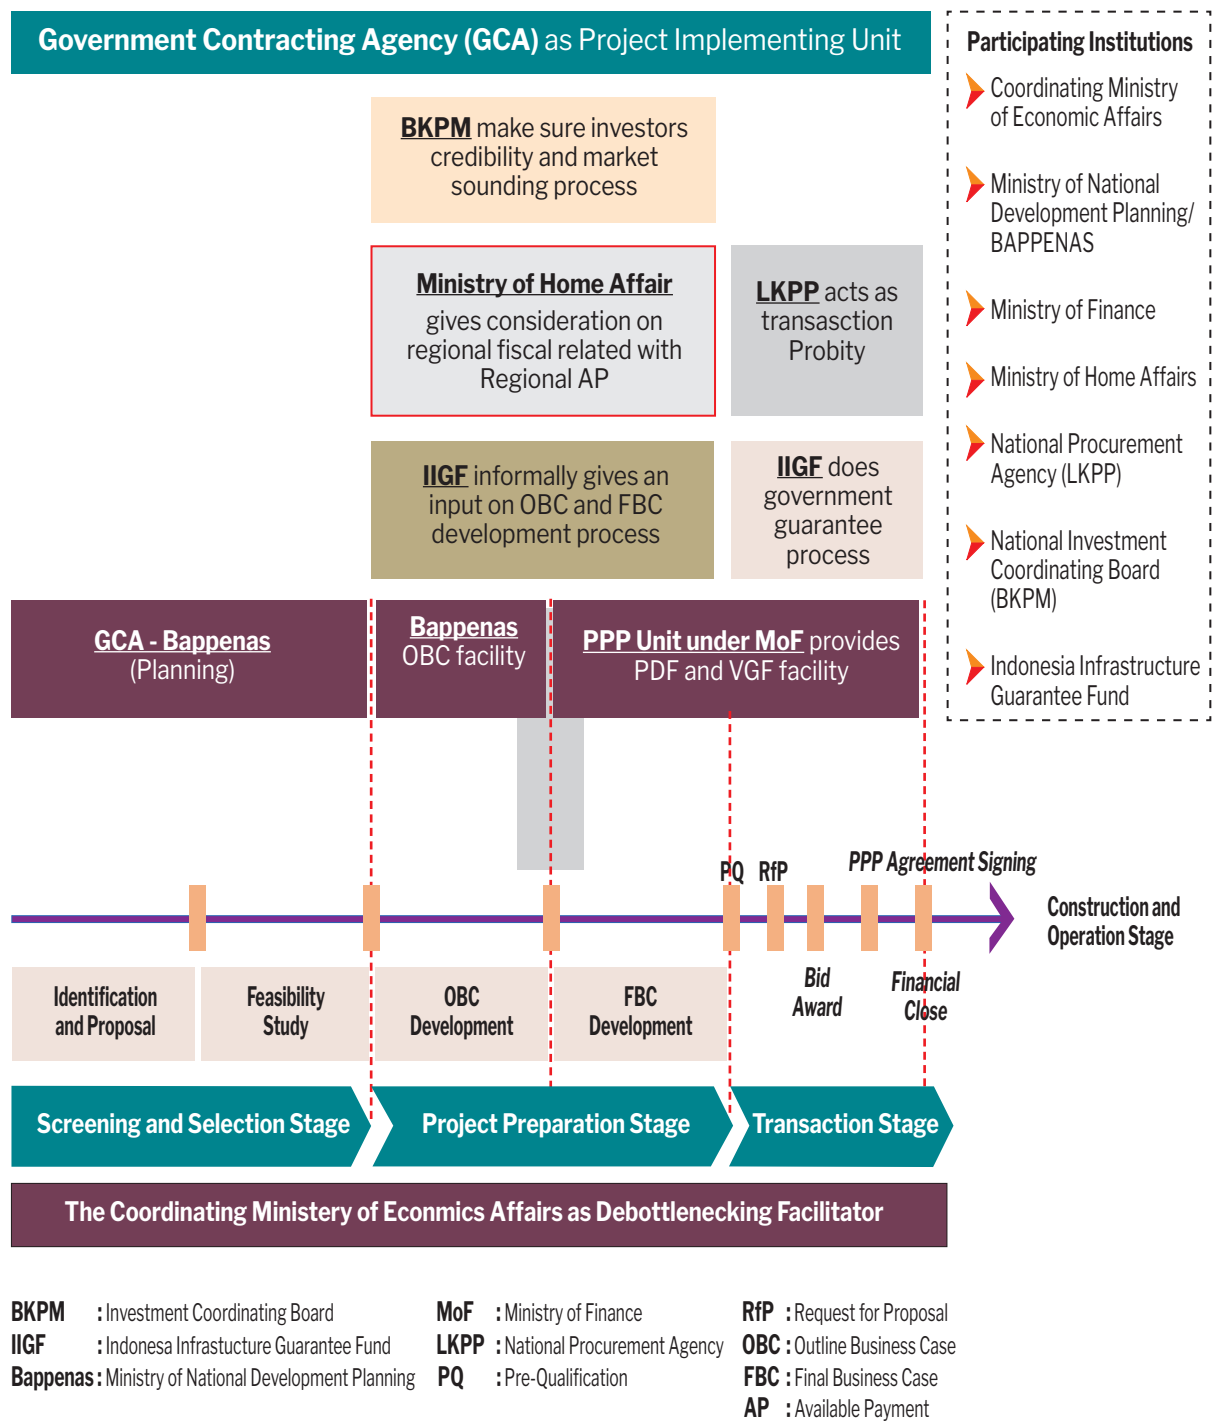 Government Contracting Agency (GCA) as Project Implementing Unit
BKPM make sure investors
credibility and market
sounding process
Ministry of Home Affair
gives consideration on
regional fiscal related with
Regional AP
LKPP acts as
transasction
Probity
IIGF informally gives an
input on OBC and FBC
development process
IIGF does
government
guarantee
process
GCA - Bappenas
(Planning)
Bappenas
OBC facility
PPP Unit under MoF provides
PDF and VGF facility
Participating Institutions
Coordinating Ministry
of Economic Affairs
Ministry of National
Development Planning/
BAPPENAS
Ministry of Finance
Ministry of Home Affairs
National Procurement
Agency (LKPP)
National Investment
Coordinating Board
(BKPM)
Indonesia Infrastructure
Guarantee Fund
PQ
RfP
PPP Agreement Signing
Construction and
Operation Stage
Bid
Award
Financial
Close
Identification
and Proposal
Feasibility
Study
OBC
Development
FBC
Development
Screening and Selection Stage
Project Preparation Stage
Transaction Stage
The Coordinating Ministery of Econmics Affairs as Debottlenecking Facilitator
BKPM : Investment Coordinating Board
IIGF : Indonesa Infrastucture Guarantee Fund
Bappenas : Ministry of National Development Planning
MoF : Ministry of Finance
LKPP : National Procurement Agency
PQ : Pre-Qualification
RfP : Request for Proposal
OBC : Outline Business Case
FBC : Final Business Case
AP : Available Payment